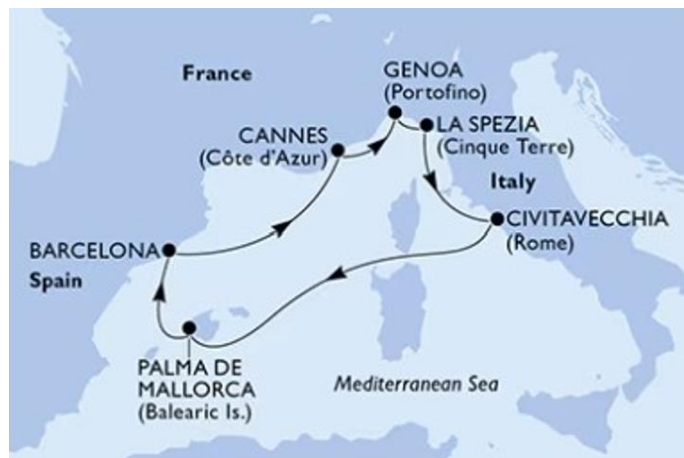 France
GENOA
(Portofino)
CANNES
(Côte d'Azur)
LA SPEZIA
(Cinque Terre)
Italy
CIVITAVECCHIA
(Rome)
BARCELONA
Spain
PALMA DE
MALLORCA
(Balearic Is.)
Mediterranean Sea